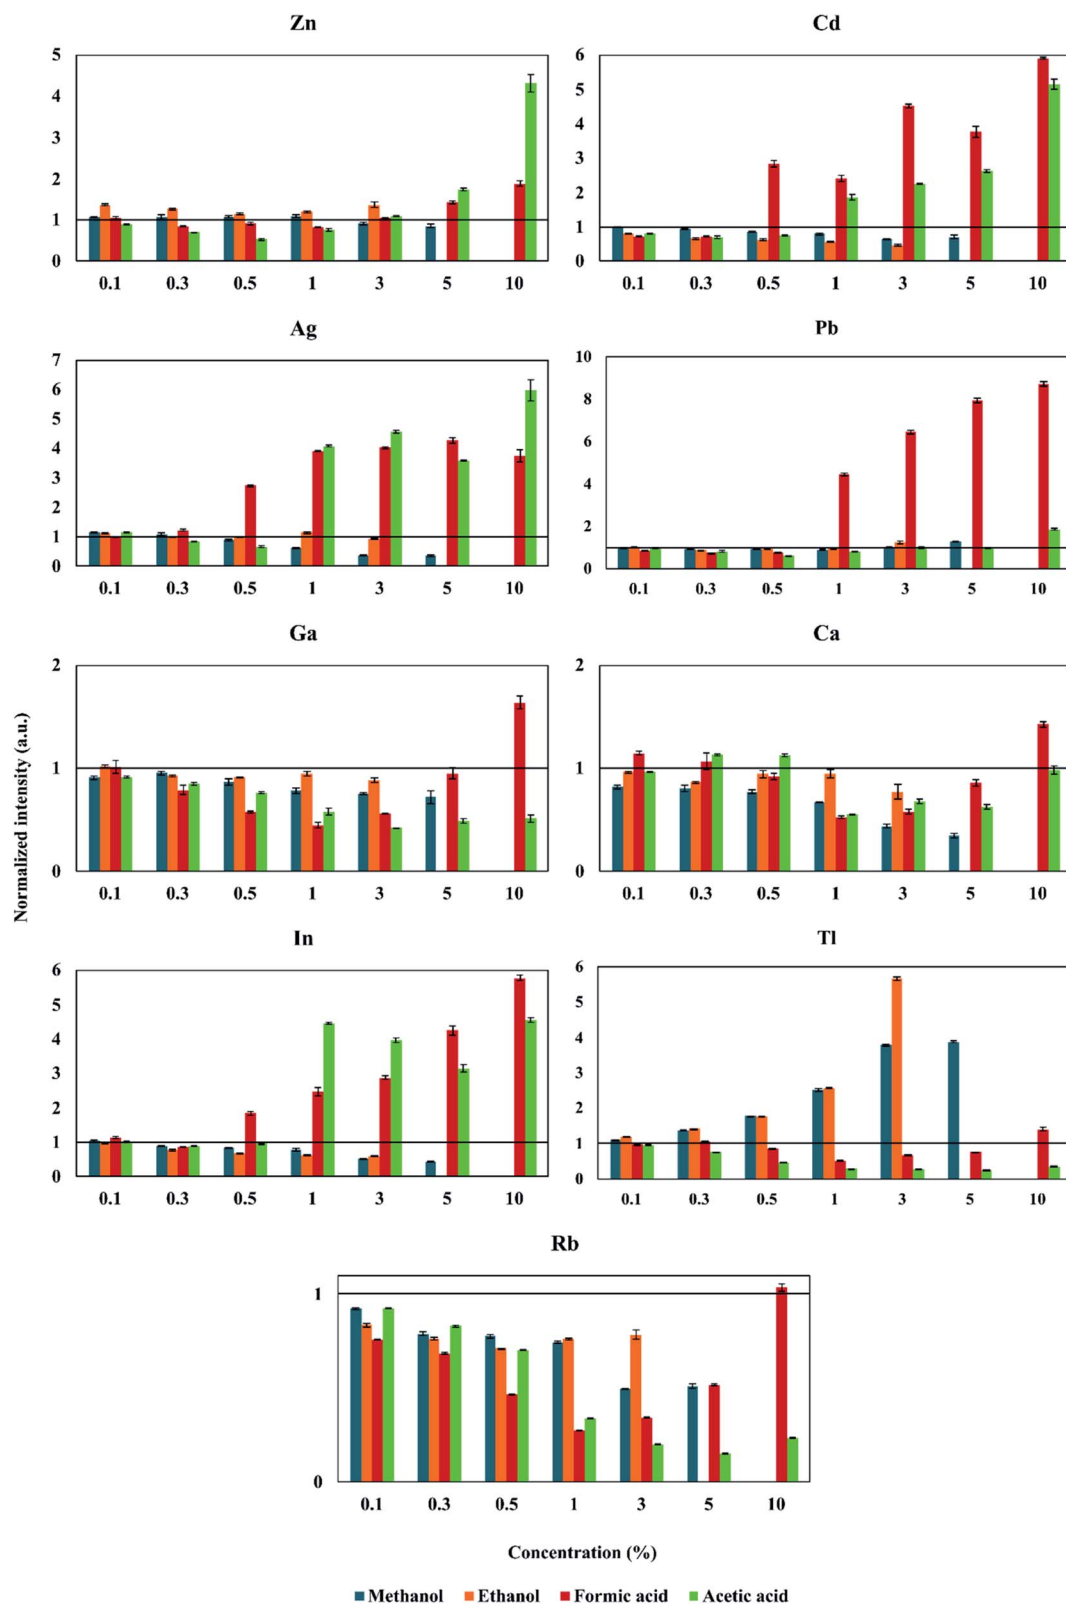 Zn
5
4
3
2
1
0
0.1 0.3 0.5 1 3 5 10
Cd
6
5
4
3
2
1
0
0.1 0.3 0.5 1 3 5 10
Ag
7
6
5
4
3
2
1
0
0.1 0.3 0.5 1 3 5 10
Pb
10
8
6
4
2
0
0.1 0.3 0.5 1 3 5 10
Normalized intensity (a.u.)
Ga
2
1
0
0.1 0.3 0.5 1 3 5 10
Ca
2
1
0
0.1 0.3 0.5 1 3 5 10
In
6
5
4
3
2
1
0
0.1 0.3 0.5 1 3 5 10
Tl
6
5
4
3
2
1
0
0.1 0.3 0.5 1 3 5 10
Rb
1
0
0.1 0.3 0.5 1 3 5 10
Concentration (%)
Methanol Ethanol Formic acid Acetic acid